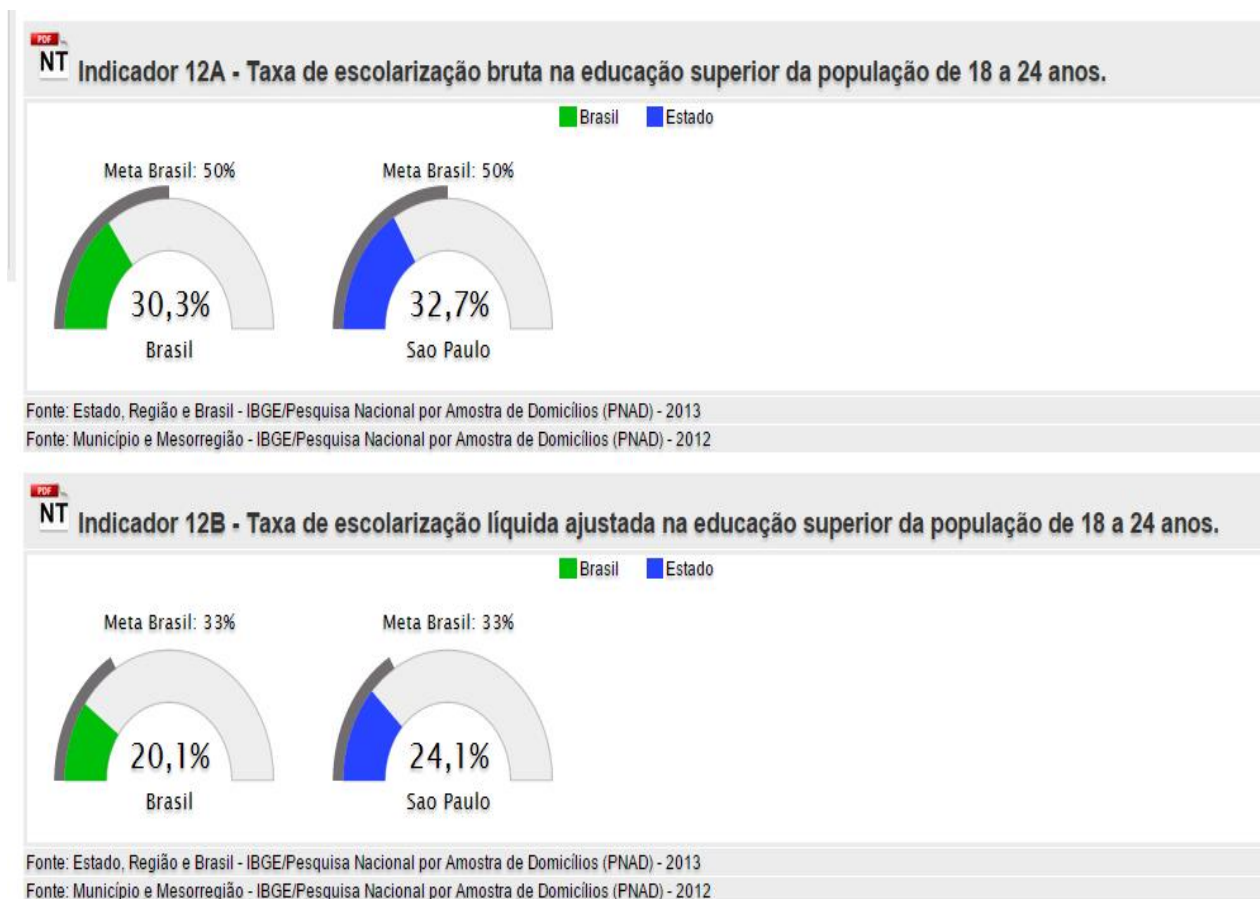 PDF
NT
Indicador 12A - Taxa de escolarização bruta na educação superior da população de 18 a 24 anos.
Brasil Estado
Meta Brasil: 50% Meta Brasil: 50%
30,3% 32,7%
Brasil Sao Paulo
Fonte: Estado, Região e Brasil - IBGE/Pesquisa Nacional por Amostra de Domicílios (PNAD) - 2013
Fonte: Município e Mesorregião - IBGE/Pesquisa Nacional por Amostra de Domicílios (PNAD) - 2012
PDF
NT
Indicador 12B - Taxa de escolarização líquida ajustada na educação superior da população de 18 a 24 anos.
Brasil Estado
Meta Brasil: 33% Meta Brasil: 33%
20,1% 24,1%
Brasil Sao Paulo
Fonte: Estado, Região e Brasil - IBGE/Pesquisa Nacional por Amostra de Domicílios (PNAD) - 2013
Fonte: Município e Mesorregião - IBGE/Pesquisa Nacional por Amostra de Domicílios (PNAD) - 2012